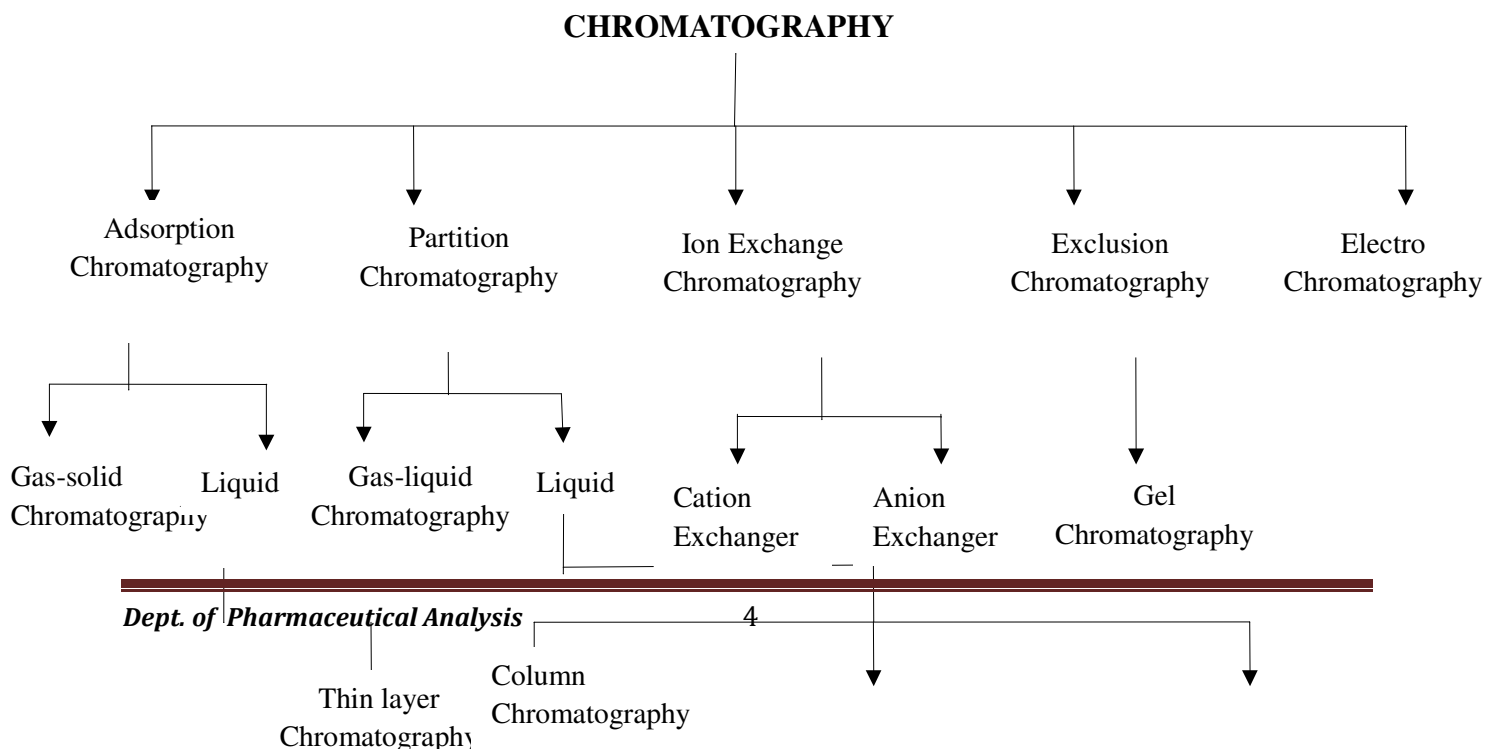 CHROMATOGRAPHY
Adsorption
Chromatography
Partition
Chromatography
Ion Exchange
Chromatography
Exclusion
Chromatography
Electro
Chromatography
Gas-solid
Chromatography
Liquid
Gas-liquid
Chromatography
Liquid
Cation
Exchanger
Anion
Exchanger
Gel
Chromatography
Dept. of Pharmaceutical Analysis
4
Thin layer
Chromatography
Column
Chromatography